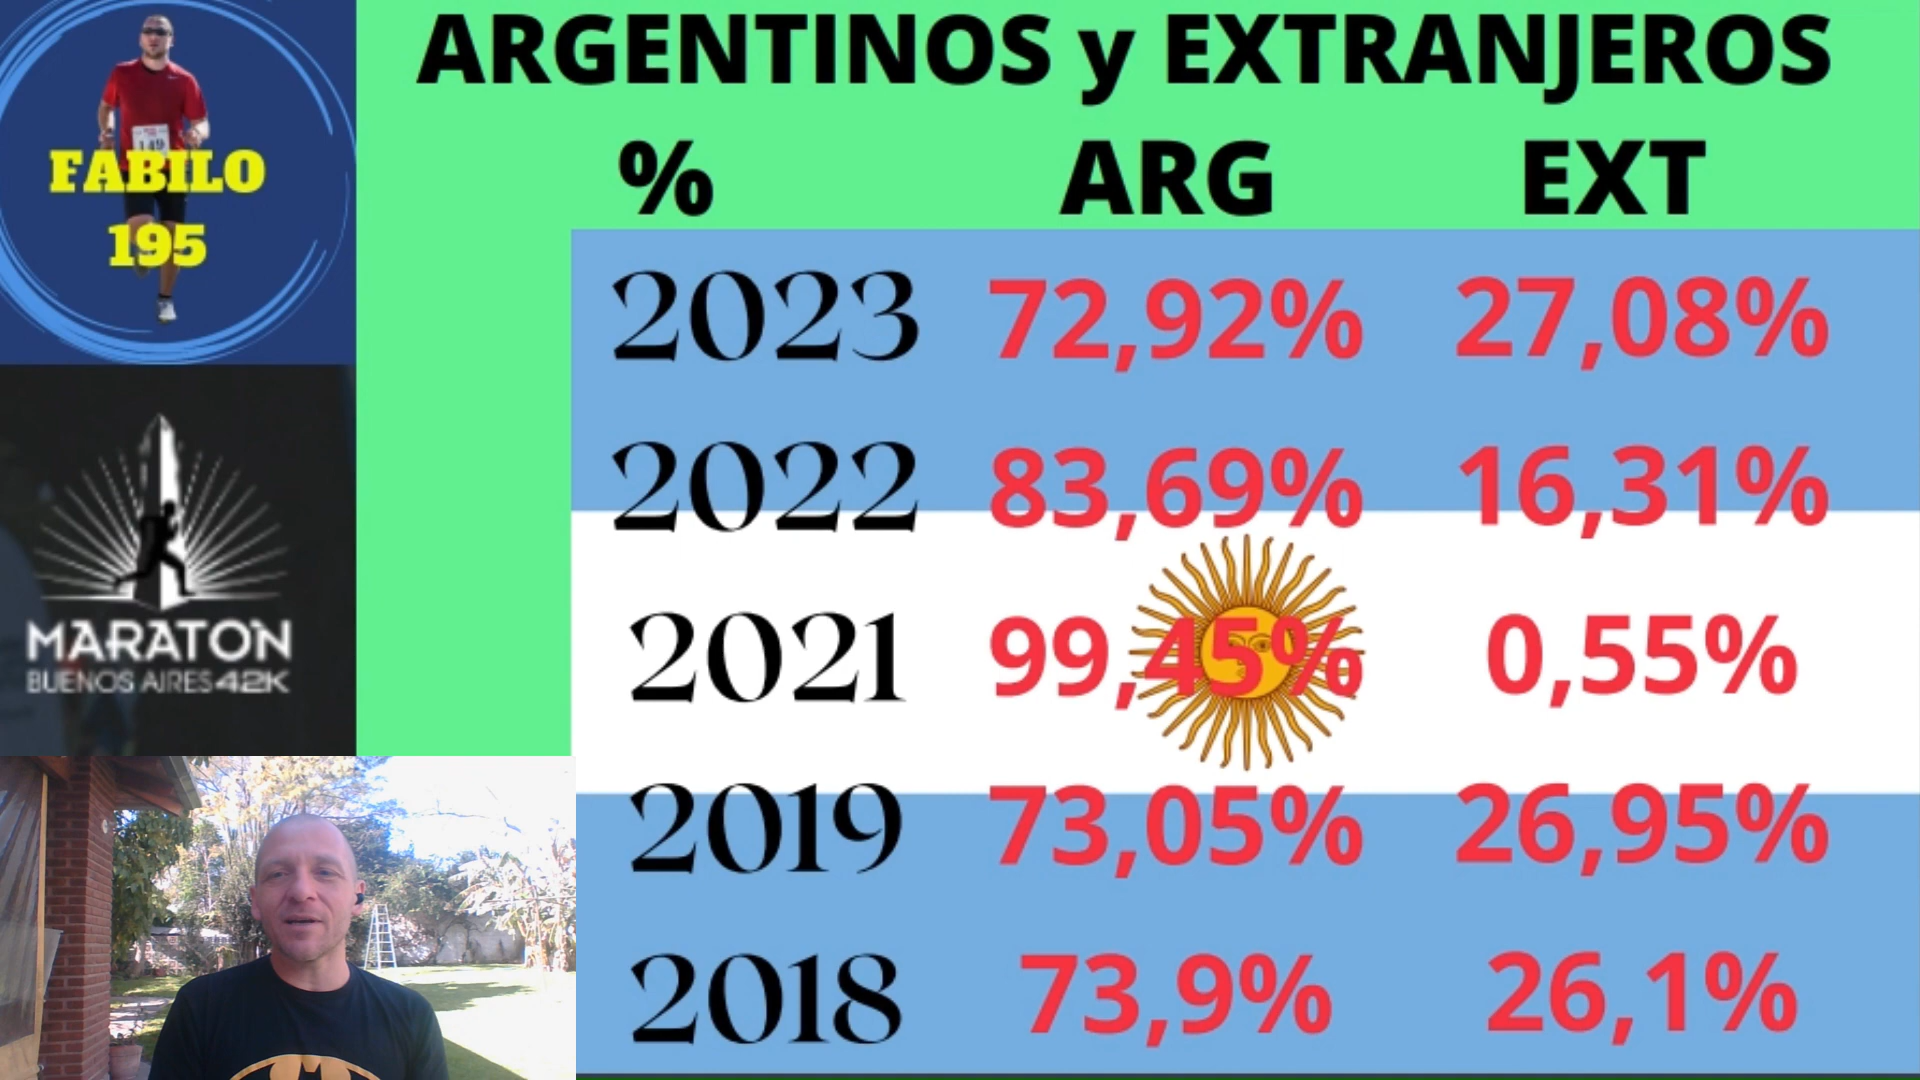 ARGENTINOS y EXTRANJEROS
% ARG EXT
2023 72,92% 27,08%
2022 83,69% 16,31%
2021 99,45% 0,55%
2019 73,05% 26,95%
2018 73,9% 26,1%
149
FABILO
195
MARATON
BUENOS AIRES 42K